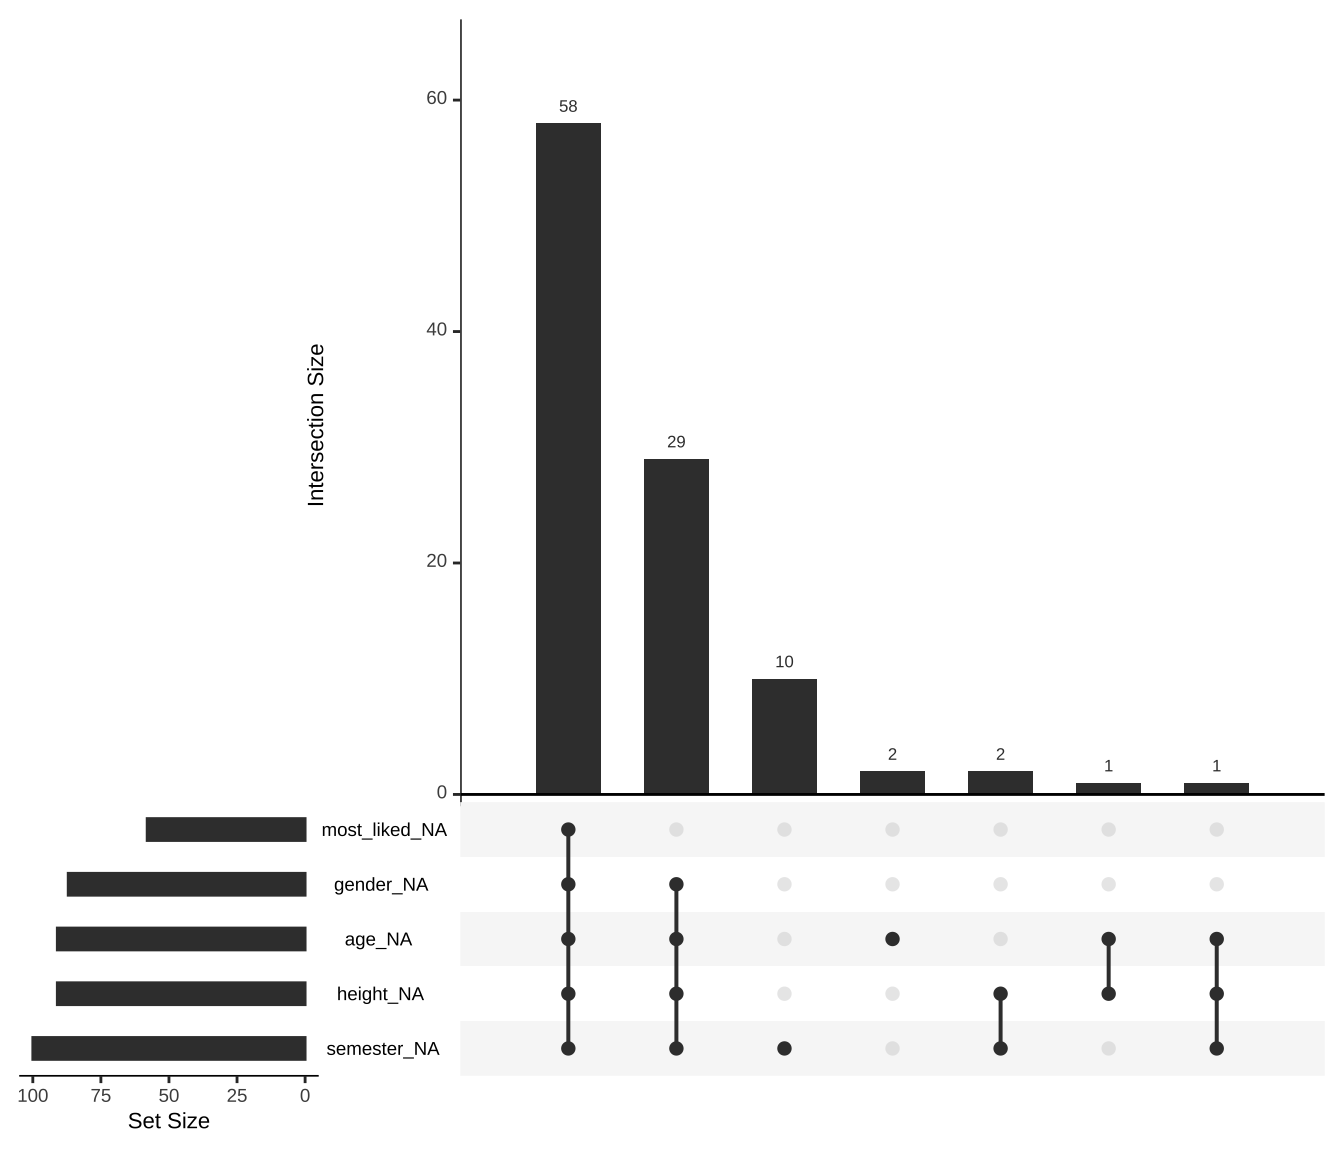 60
58
40
Intersection Size
29
20
10
2
2
1
1
0
most_liked_NA
gender_NA
age_NA
height_NA
semester_NA
100 75 50 25 0
Set Size